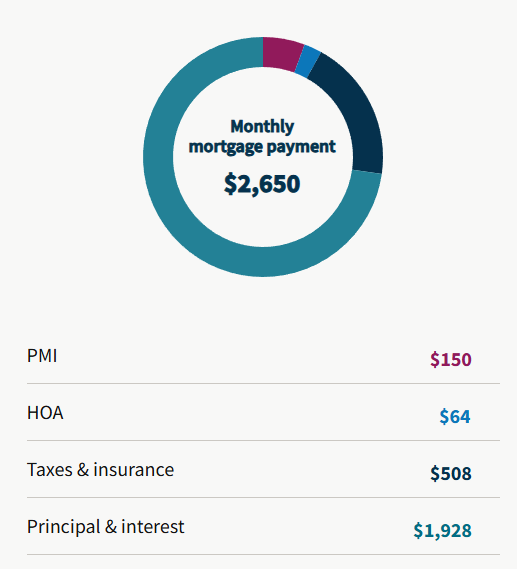 Monthly
mortgage payment
$2,650
PMI $150
HOA $64
Taxes & insurance $508
Principal & interest $1,928